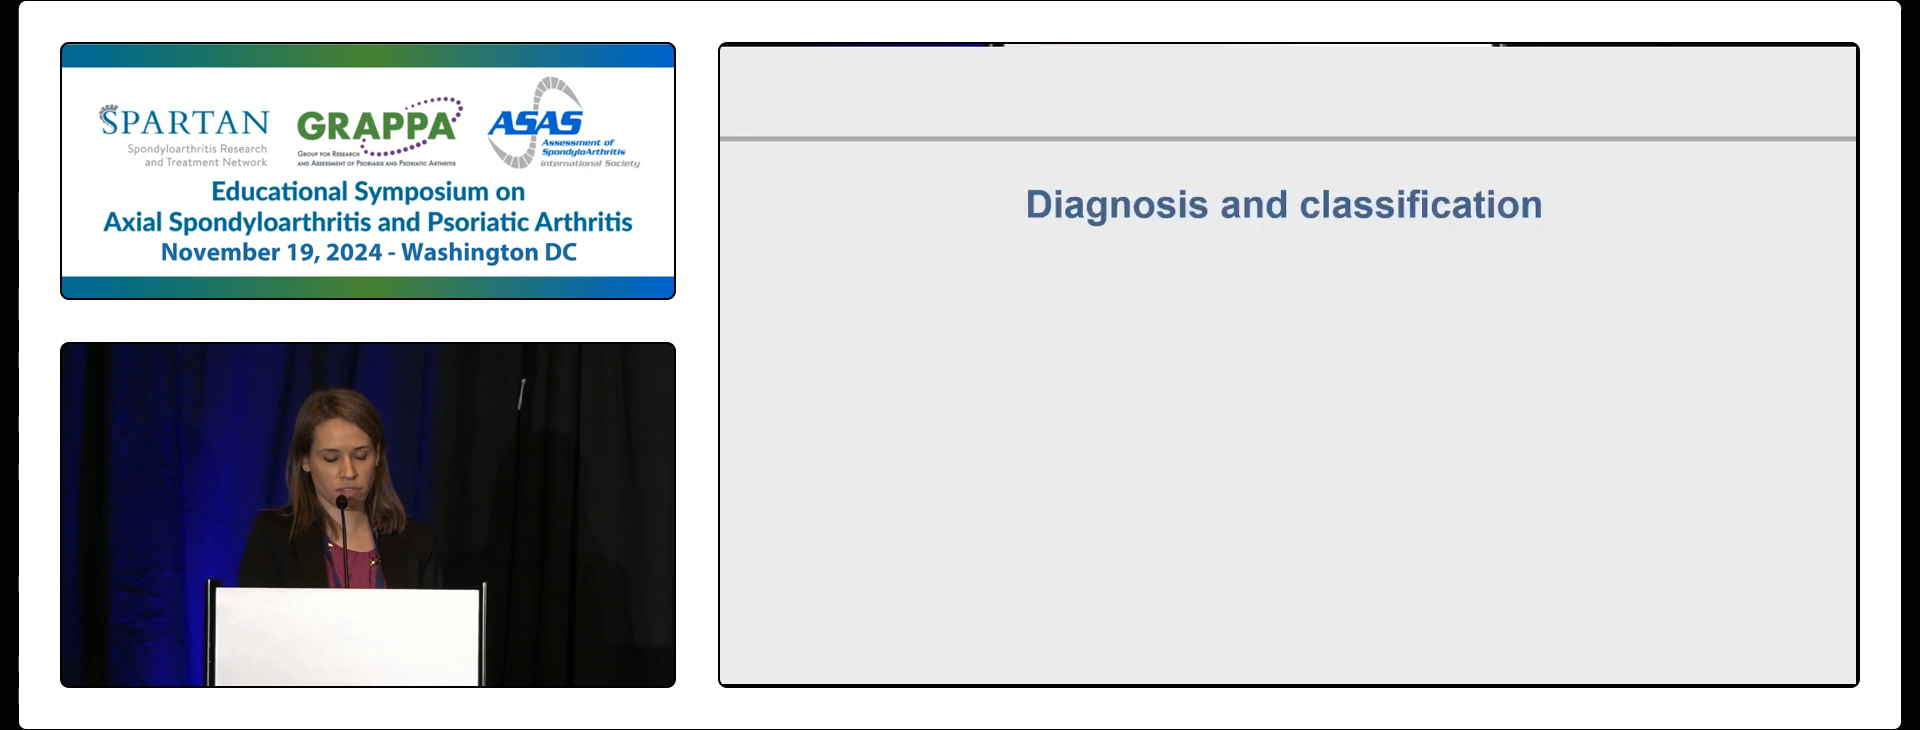 SPARTAN
Spondyloarthritis Research
and Treatment Network
GRAPPA
GROUP FOR RESEARCH
AND ASSESSMENT OF PSORIASIS AND PSORIATIC ARTHRITIS
ASAS
Assessment of
SpondyloArthritis
international Society
Educational Symposium on
Axial Spondyloarthritis and Psoriatic Arthritis
November 19, 2024 - Washington DC
Diagnosis and classification